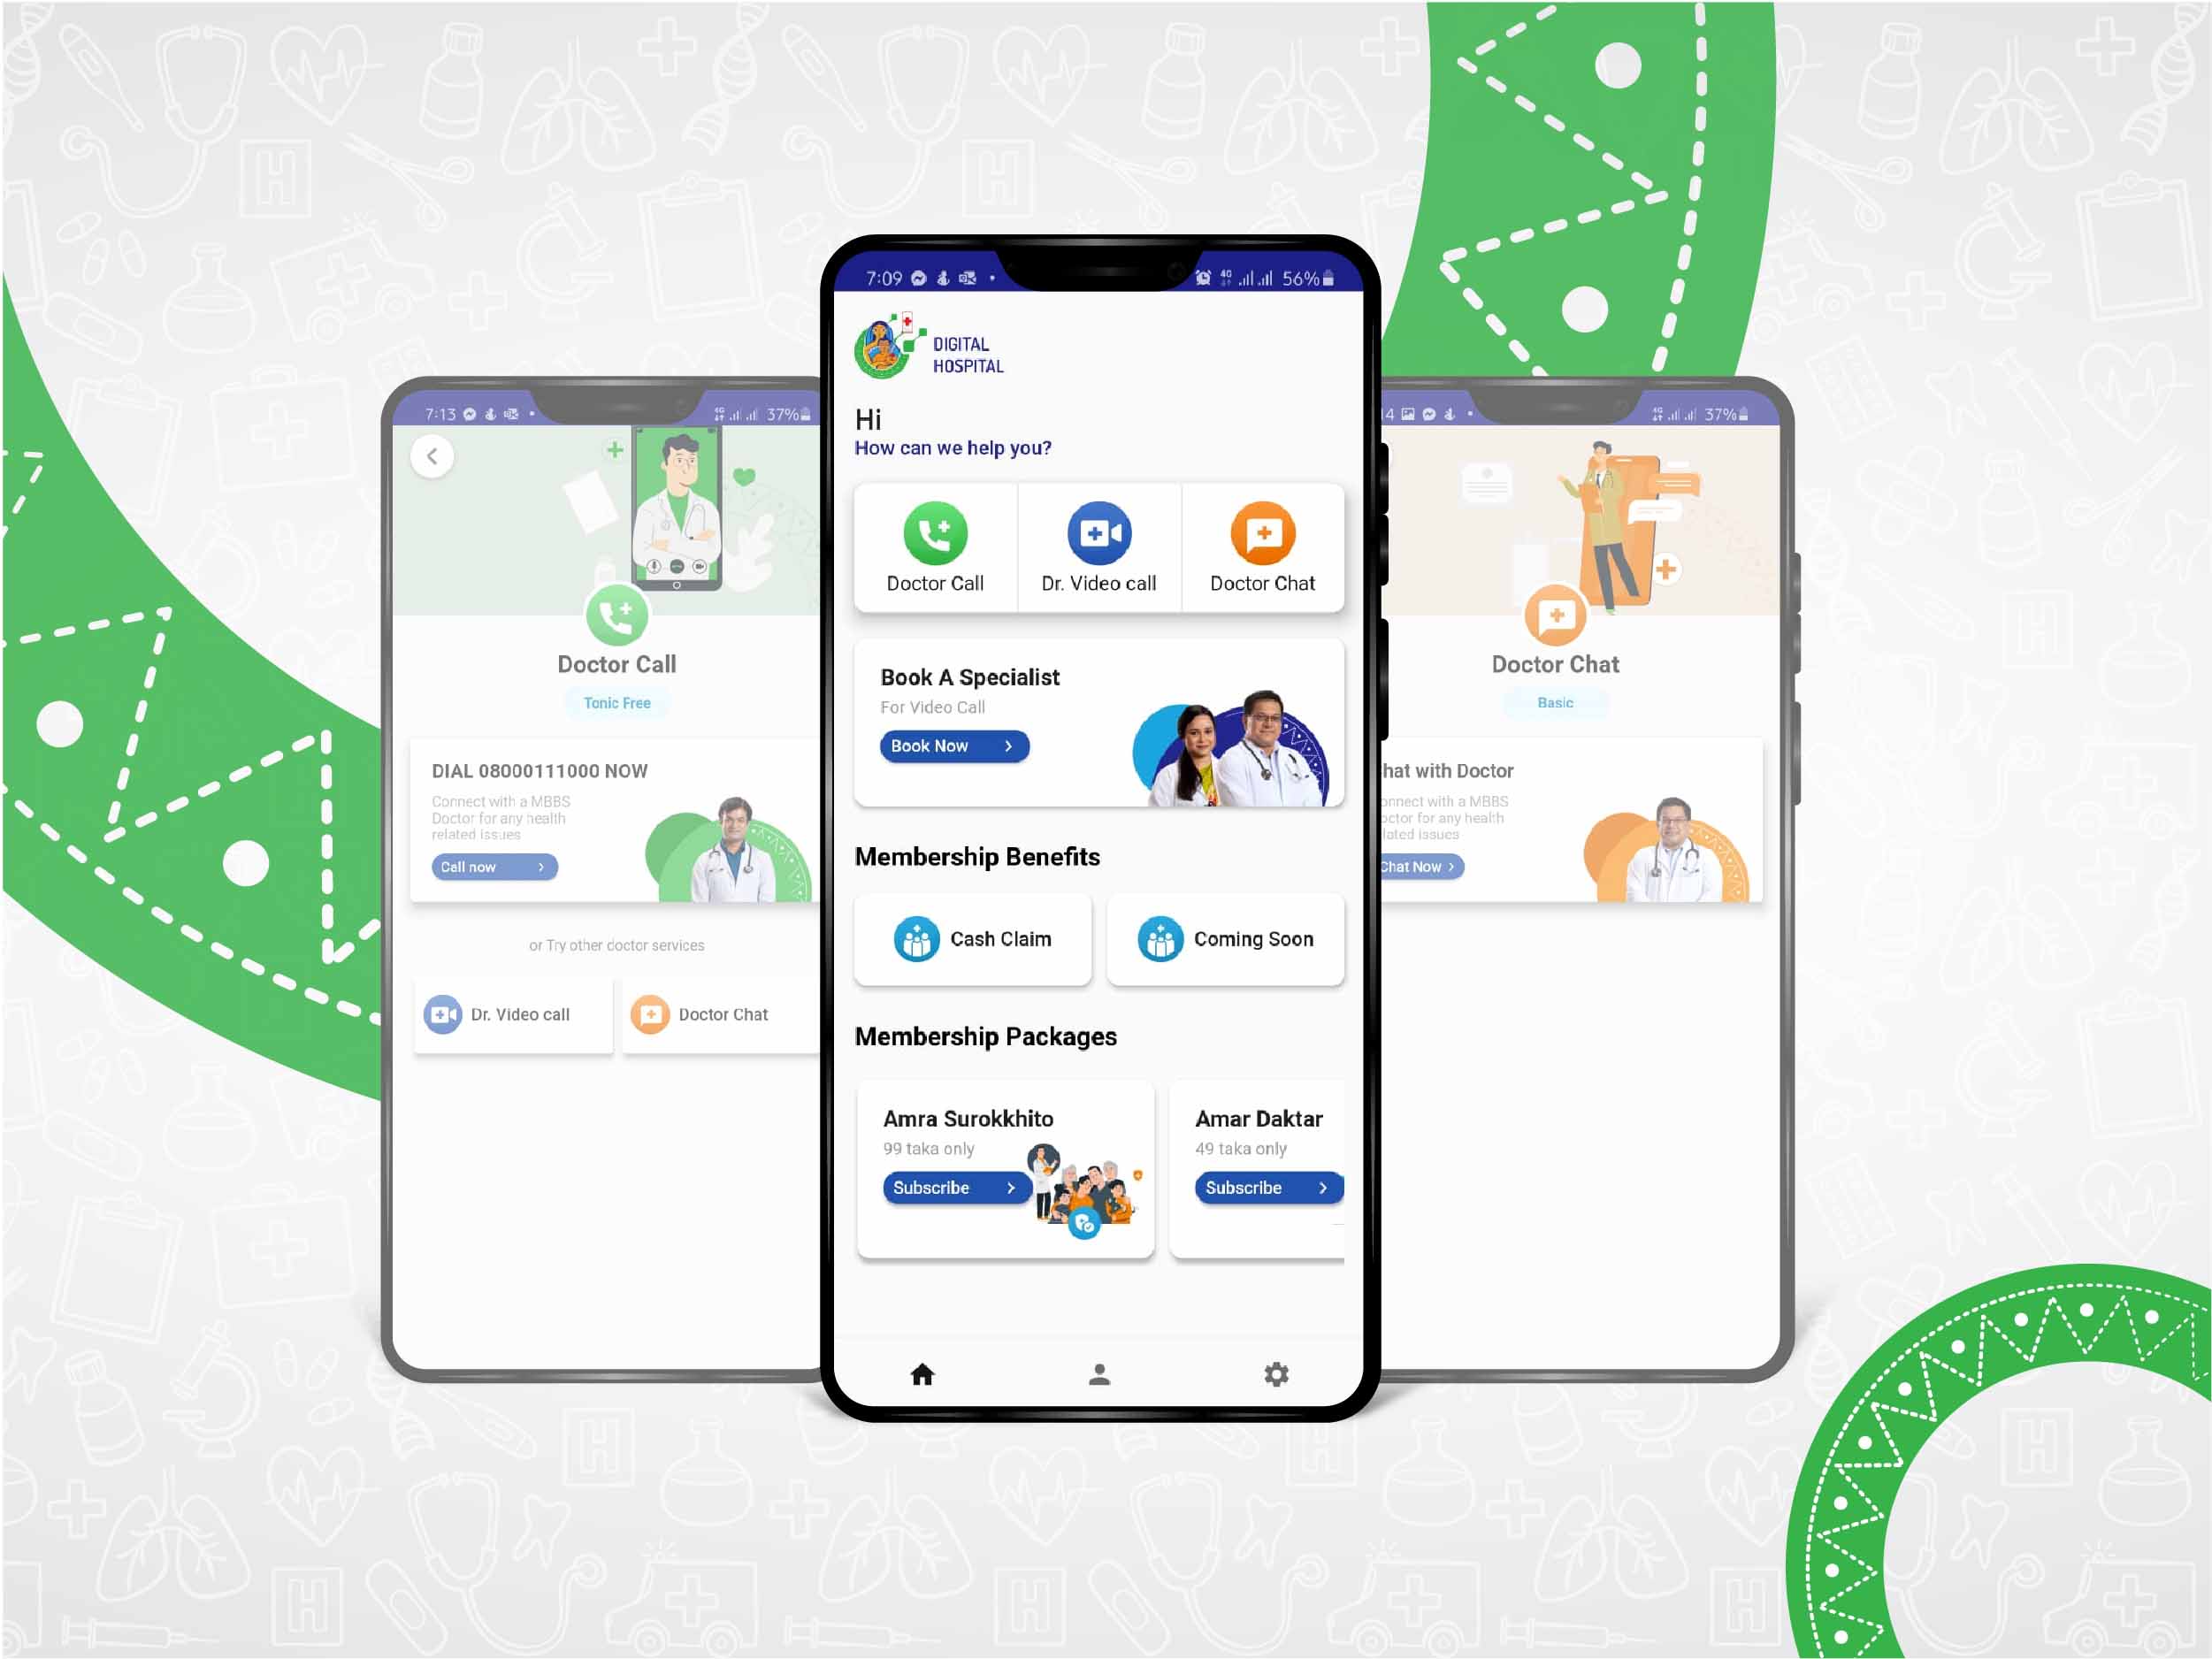 7:13
37%
Doctor Call
Tonic Free
DIAL 08000111000 NOW
Connect with a MBBS
Doctor for any health
related issues
Call now
or Try other doctor services
Dr. Video call
Doctor Chat
7:09
4G
56%
DIGITAL
HOSPITAL
Hi
How can we help you?
Doctor Call
Dr. Video call
Doctor Chat
Book A Specialist
For Video Call
Book Now
Membership Benefits
Cash Claim
Coming Soon
Membership Packages
Amra Surokkhito
99 taka only
Subscribe
Amar Daktar
49 taka only
Subscribe
14
4G
37%
Doctor Chat
Basic
hat with Doctor
onnect with a MBBS
octor for any health
lated issues
Chat Now